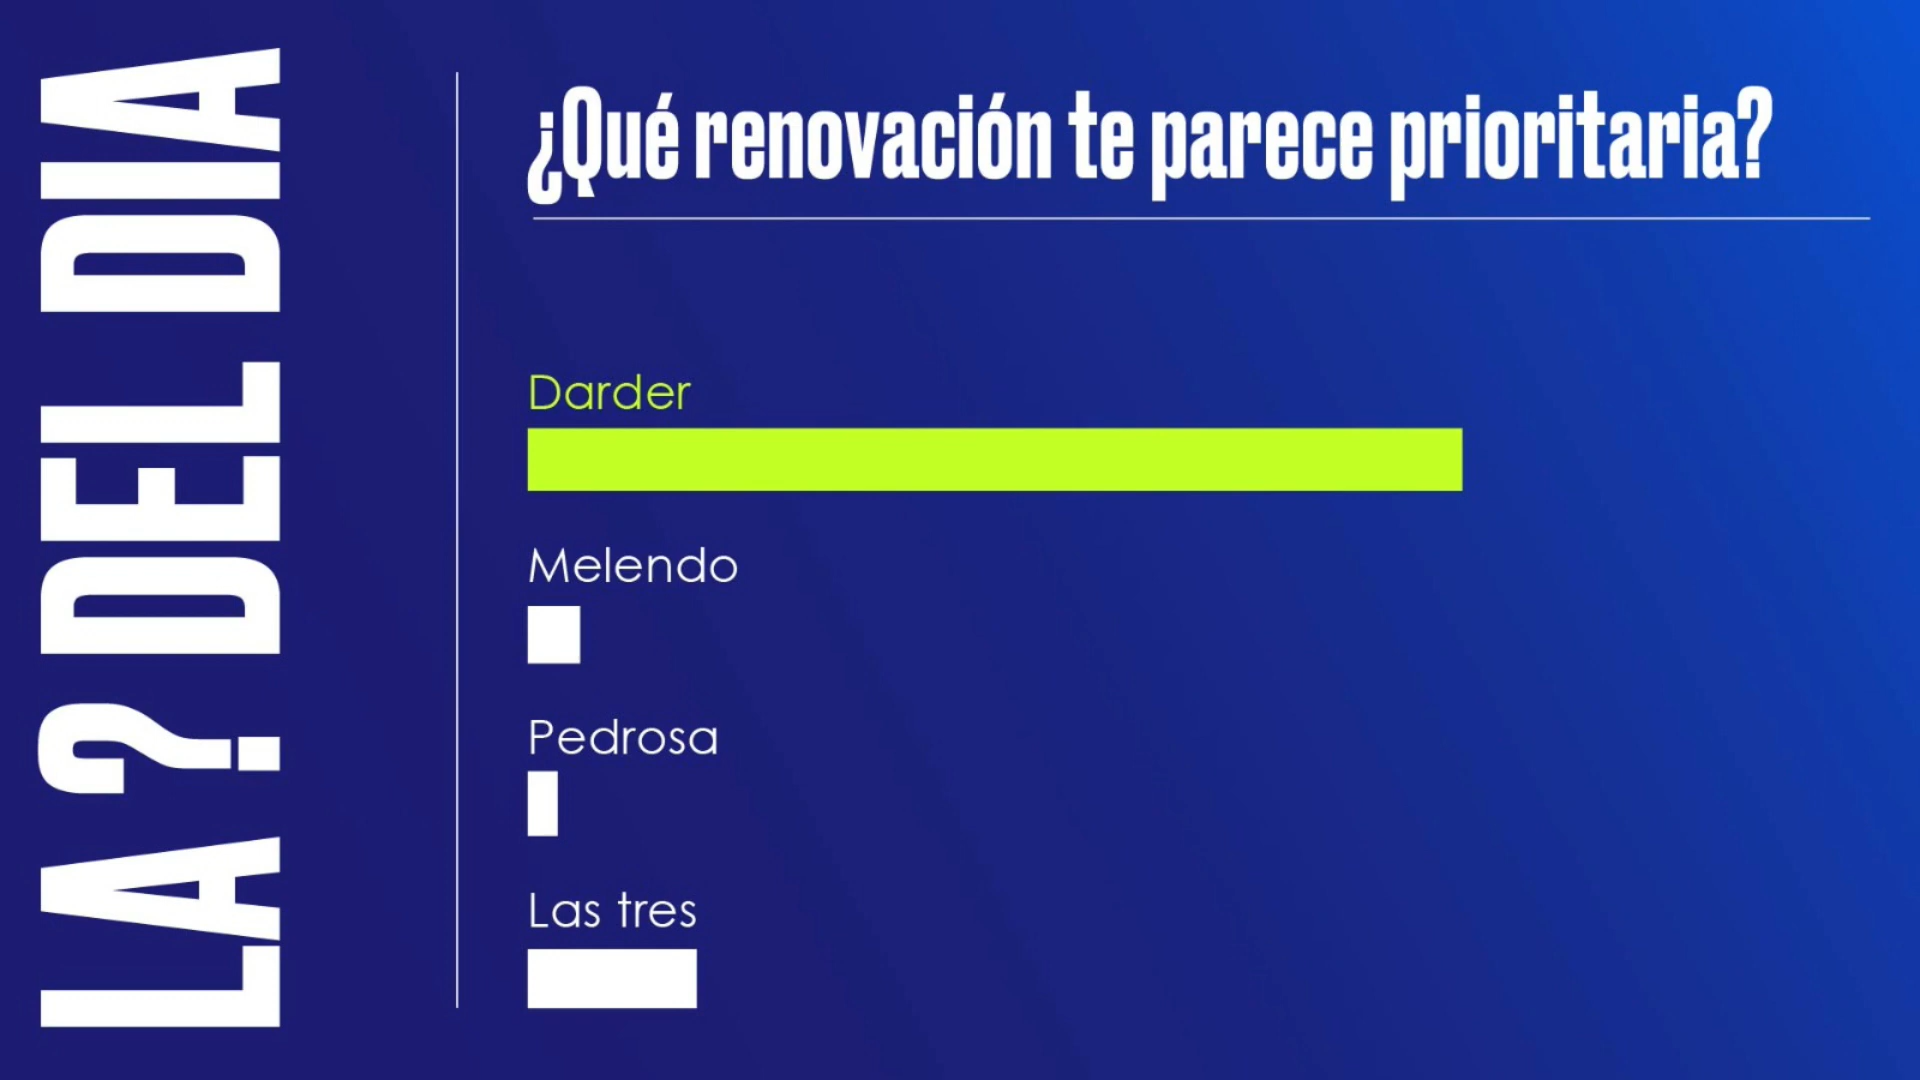 LA ? DEL DIA
¿Qué renovación te parece prioritaria?
Darder
Melendo
Pedrosa
Las tres